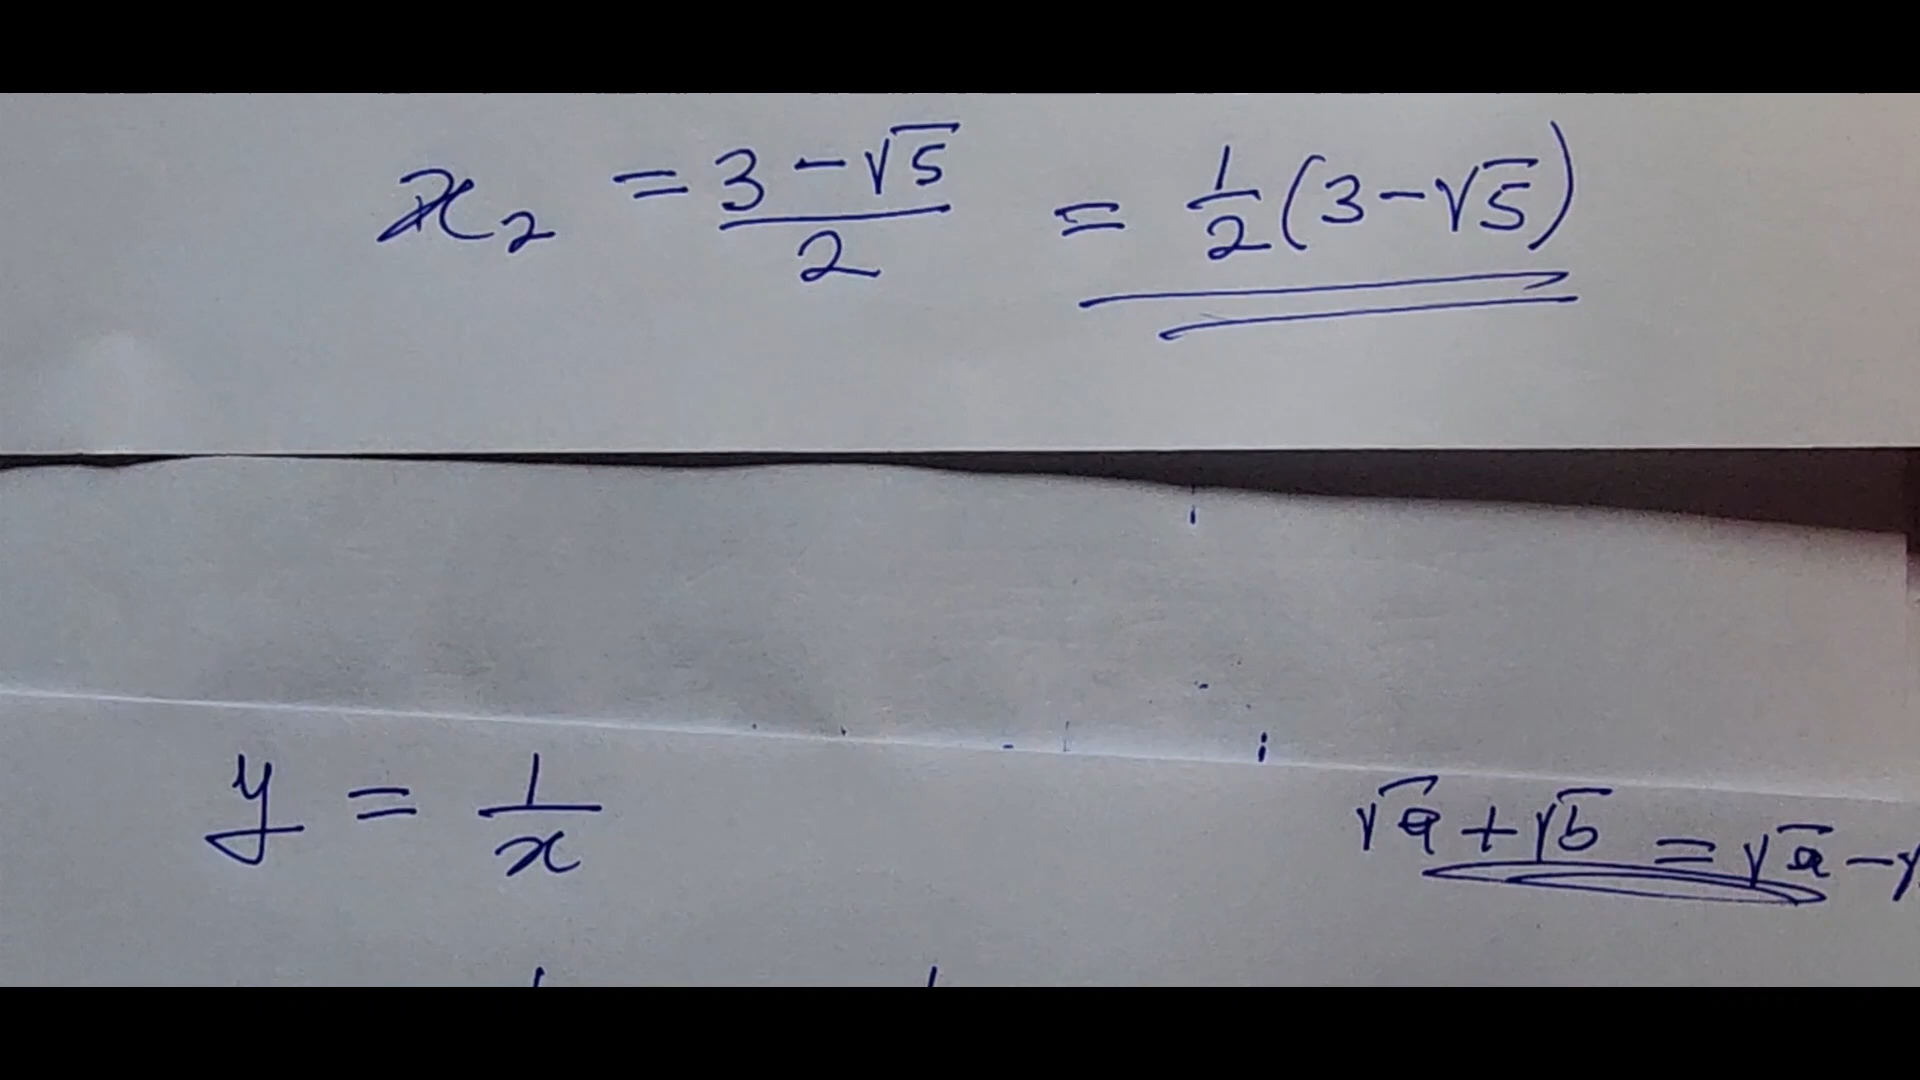 x₂ = (3-√5)/2 = 1/2(3-√5)
y = 1/x
√a + √b = √a -